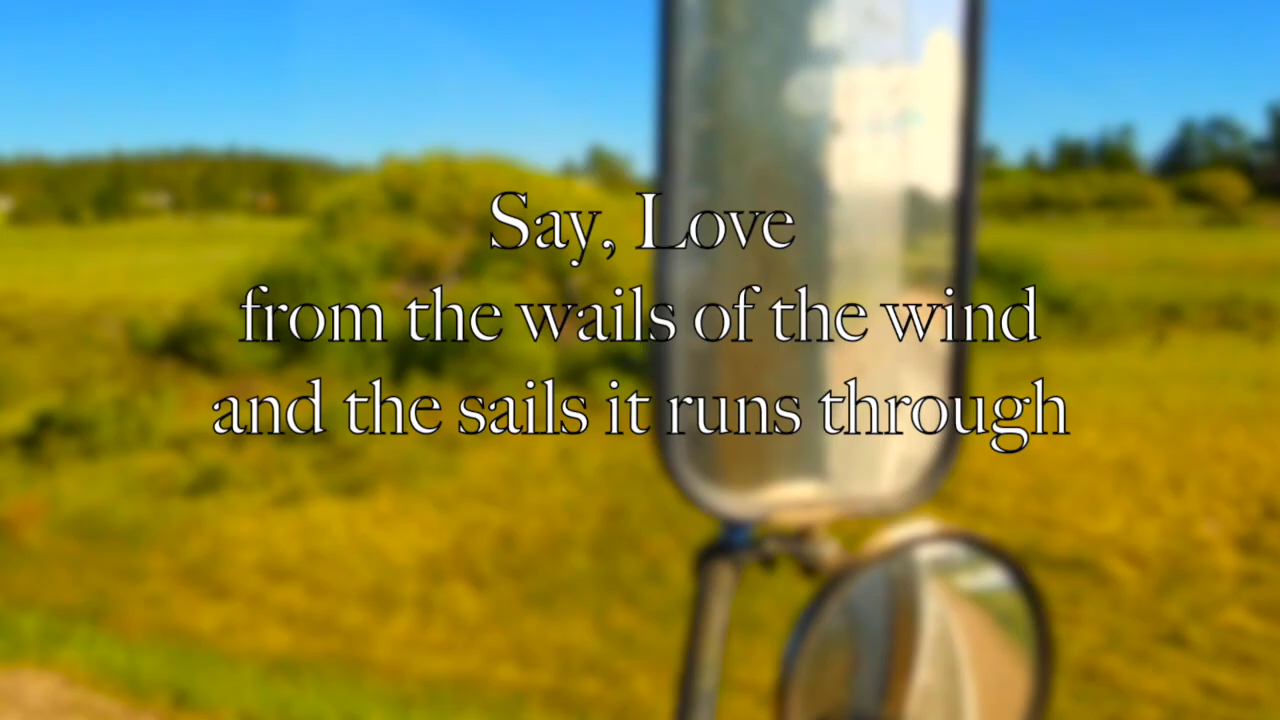 Say, Love
from the wails of the wind
and the sails it runs through